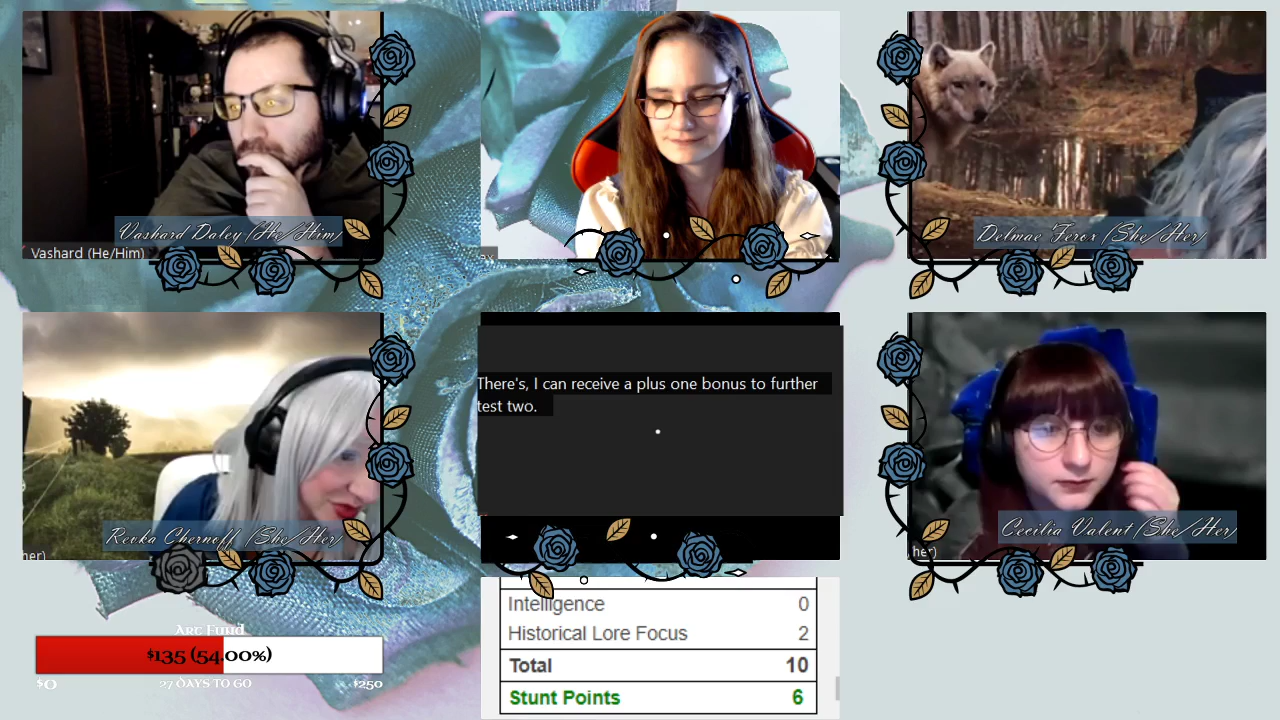 Vashard Daley (He/Him)
Vashard (He/Him)
Delmae Feror (She/Her)
There's, I can receive a plus one bonus to further
test two.
Revka Chernoff (She/Her)
her)
Cecilia Valent (She/Her)
her)
Art Fund
$135 (54.00%)
$0
27 DAYS TO GO
$250
Intelligence 0
Historical Lore Focus 2
Total 10
Stunt Points 6